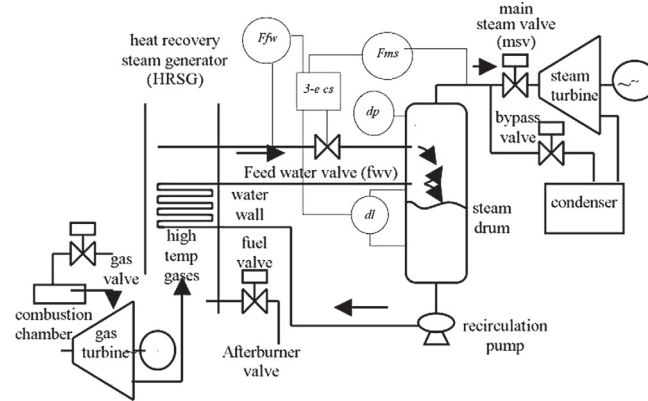 main
steam valve
(msv)
Ffw
Fms
heat recovery
steam generator
(HRSG)
3-e cs
steam
turbine
dp
bypass
valve
Feed water valve (fwv)
water
wall
dl
steam
drum
condenser
high
temp
gases
fuel
valve
gas
valve
combustion
chamber
gas
turbine
Afterburner
valve
recirculation
pump